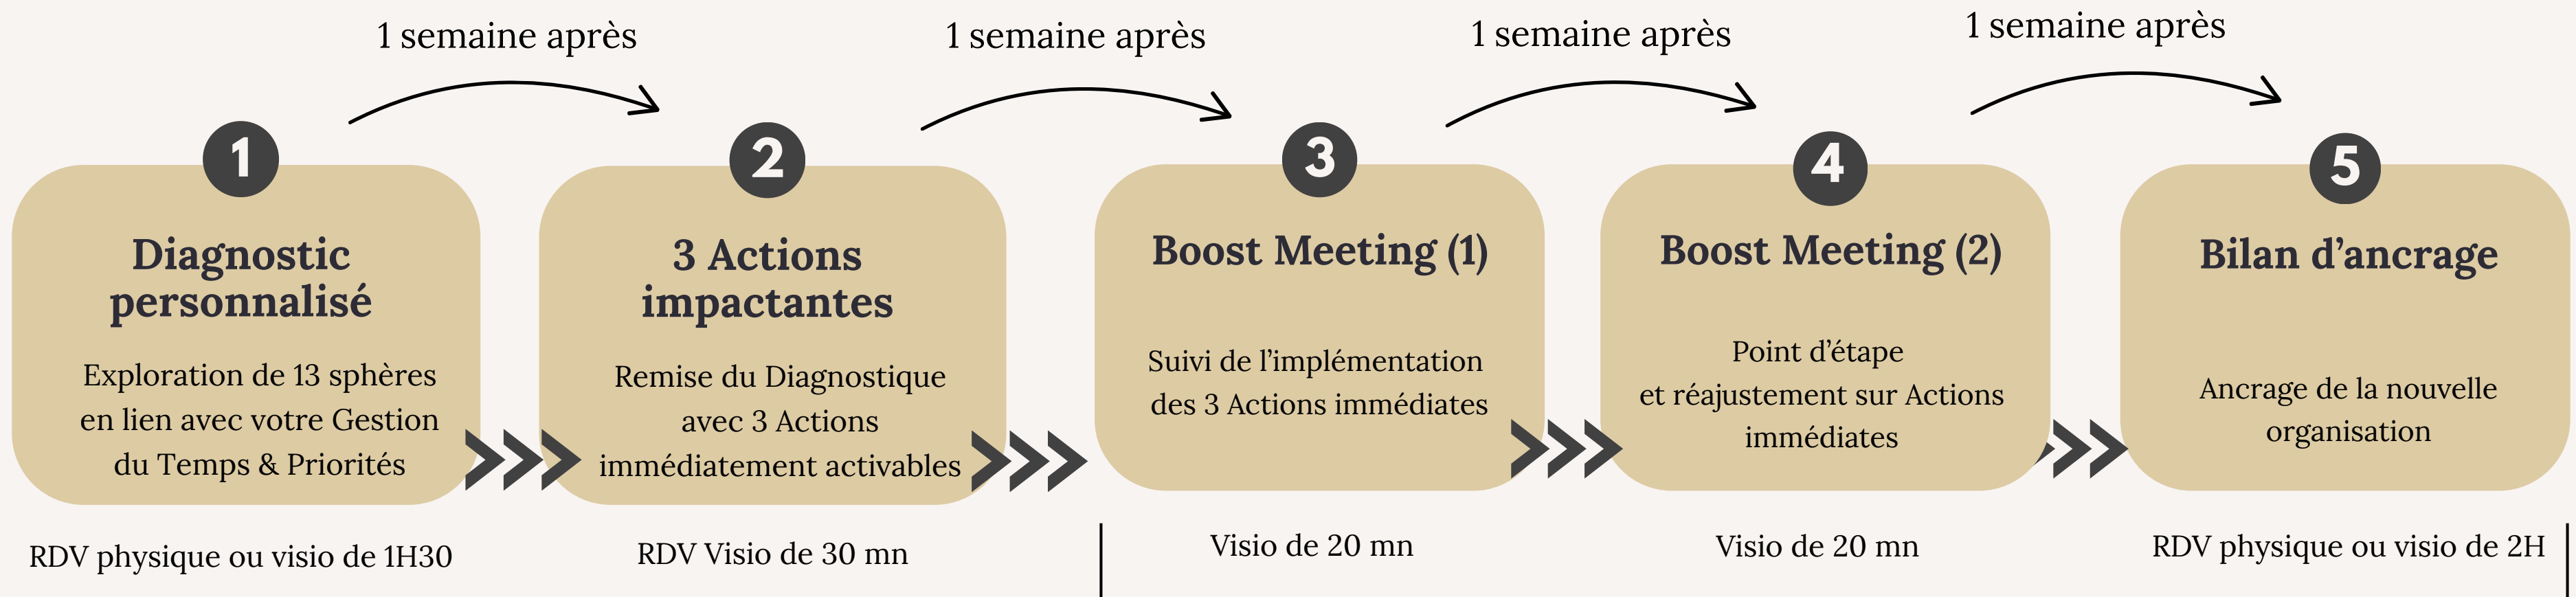 1 semaine après
1 semaine après
1 semaine après
1 semaine après
1
Diagnostic
personnalisé
Exploration de 13 sphères
en lien avec votre Gestion
du Temps & Priorités
RDV physique ou visio de 1H30
2
3 Actions
impactantes
Remise du Diagnostique
avec 3 Actions
immédiatement activables
RDV Visio de 30 mn
3
Boost Meeting (1)
Suivi de l’implémentation
des 3 Actions immédiates
Visio de 20 mn
4
Boost Meeting (2)
Point d’étape
et réajustement sur Actions
immédiates
Visio de 20 mn
5
Bilan d’ancrage
Ancrage de la nouvelle
organisation
RDV physique ou visio de 2H